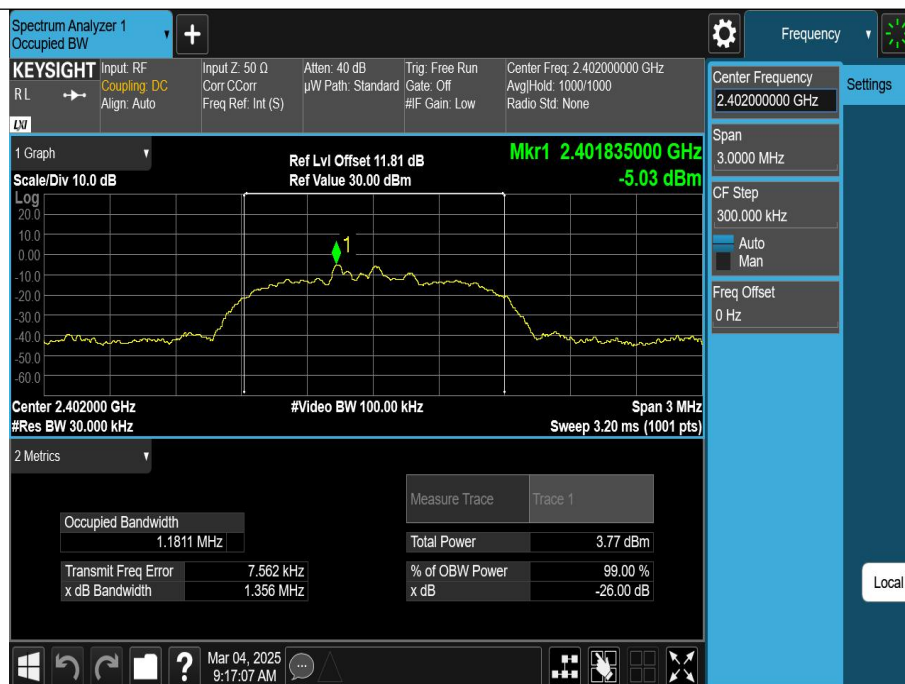 Spectrum Analyzer 1
Occupied BW
Frequency
KEYSIGHT
RL
LXI
Input: RF
Coupling: DC
Align: Auto
Input Z: 50 Ω
Corr CCorr
Freq Ref: Int (S)
Atten: 40 dB
µW Path: Standard
Trig: Free Run
Gate: Off
#IF Gain: Low
Center Freq: 2.402000000 GHz
Avg|Hold: 1000/1000
Radio Std: None
Center Frequency
2.402000000 GHz
Settings
Span
3.0000 MHz
CF Step
300.000 kHz
Auto
Man
Freq Offset
0 Hz
Local
1 Graph
Scale/Div 10.0 dB
Ref Lvl Offset 11.81 dB
Ref Value 30.00 dBm
Mkr1 2.401835000 GHz
-5.03 dBm
Log
20.0
10.0
0.00
-10.0
-20.0
-30.0
-40.0
-50.0
-60.0
1
Center 2.402000 GHz
#Res BW 30.000 kHz
#Video BW 100.00 kHz
Span 3 MHz
Sweep 3.20 ms (1001 pts)
2 Metrics
Measure Trace Trace 1
Occupied Bandwidth
1.1811 MHz
Total Power 3.77 dBm
Transmit Freq Error 7.562 kHz
% of OBW Power 99.00 %
x dB Bandwidth 1.356 MHz
x dB -26.00 dB
?
Mar 04, 2025
9:17:07 AM